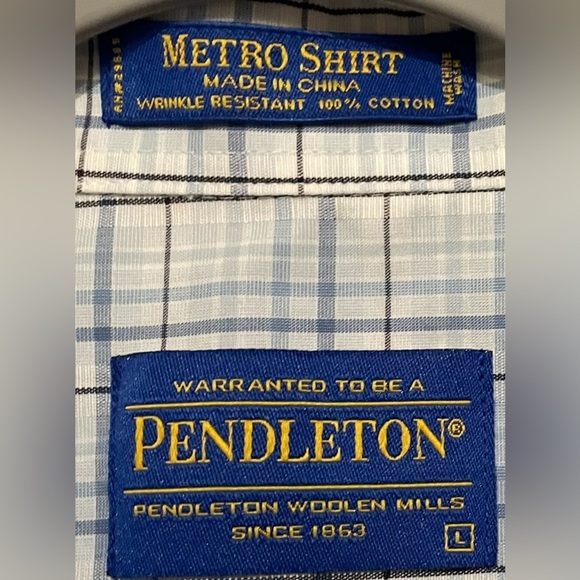 METRO SHIRT
MADE IN CHINA
WRINKLE RESISTANT 100% COTTON
MACHINE
WASH
WARRANTED TO BE A
PENDLETON®
PENDLETON WOOLEN MILLS
SINCE 1863
L